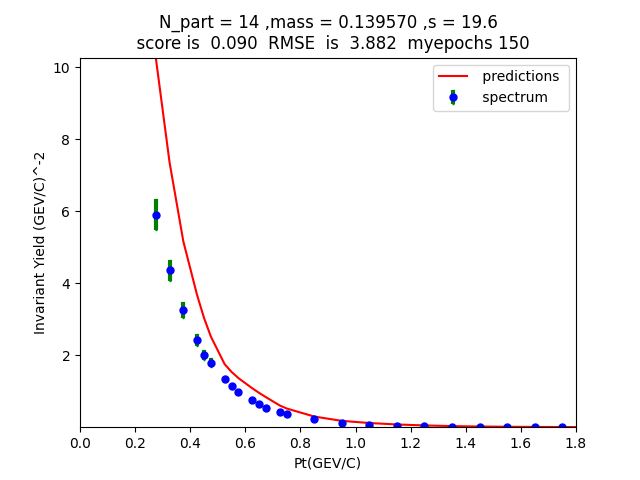 N_part = 14 ,mass = 0.139570 ,s = 19.6
score is  0.090  RMSE  is  3.882  myepochs 150
predictions
spectrum
Invariant Yield (GEV/C)^-2
10
8
6
4
2
0.0 0.2 0.4 0.6 0.8 1.0 1.2 1.4 1.6 1.8
Pt(GEV/C)